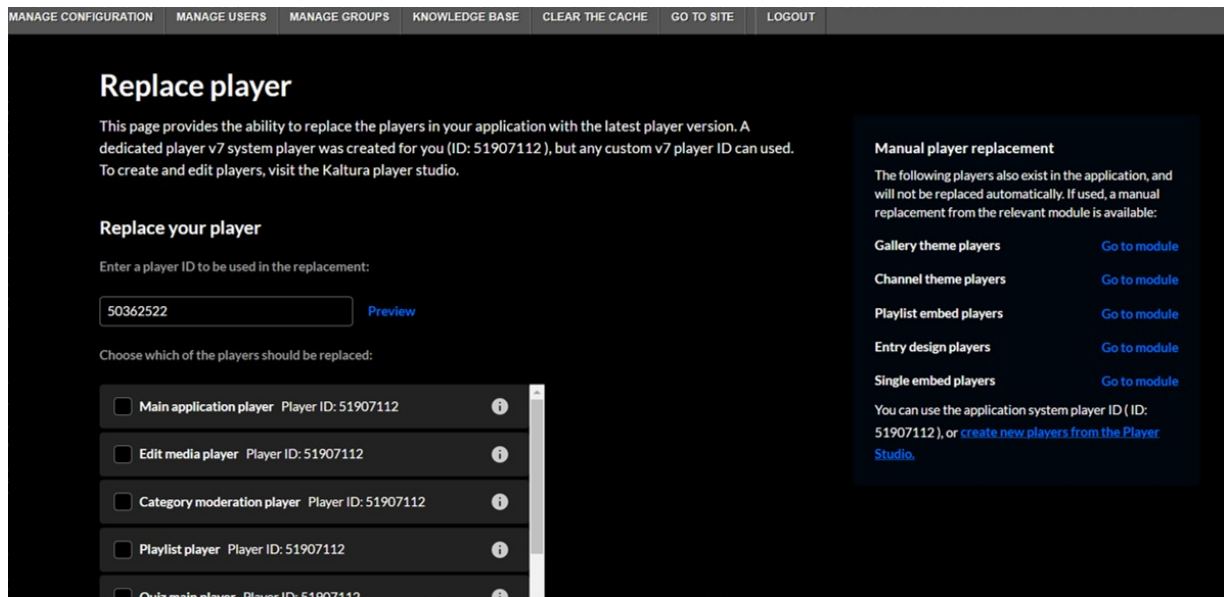 MANAGE CONFIGURATION MANAGE USERS MANAGE GROUPS KNOWLEDGE BASE CLEAR THE CACHE GO TO SITE LOGOUT
Replace player
This page provides the ability to replace the players in your application with the latest player version. A
dedicated player v7 system player was created for you (ID: 51907112 ), but any custom v7 player ID can used.
To create and edit players, visit the Kaltura player studio.
Replace your player
Enter a player ID to be used in the replacement:
50362522 Preview
Choose which of the players should be replaced:
Main application player Player ID: 51907112
Edit media player Player ID: 51907112
Category moderation player Player ID: 51907112
Playlist player Player ID: 51907112
Quiz main player Player ID: 51907112
Manual player replacement
The following players also exist in the application, and
will not be replaced automatically. If used, a manual
replacement from the relevant module is available:
Gallery theme players Go to module
Channel theme players Go to module
Playlist embed players Go to module
Entry design players Go to module
Single embed players Go to module
You can use the application system player ID ( ID:
51907112 ), or create new players from the Player
Studio.